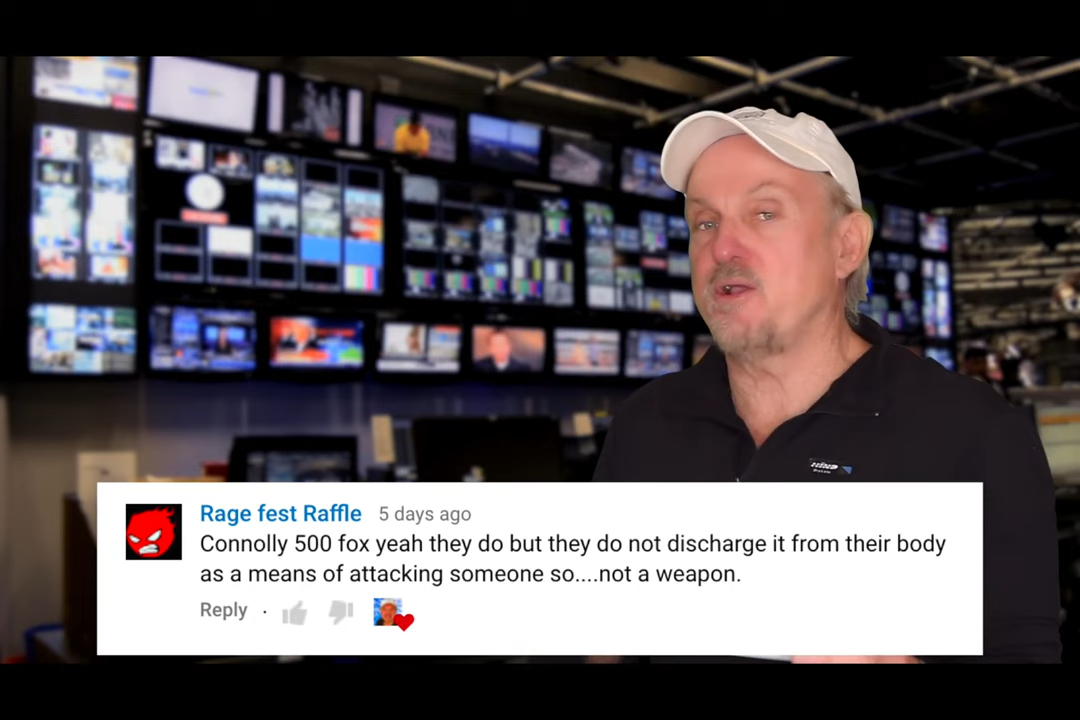 Rage fest Raffle 5 days ago
Connolly 500 fox yeah they do but they do not discharge it from their body
as a means of attacking someone so....not a weapon.
Reply ·